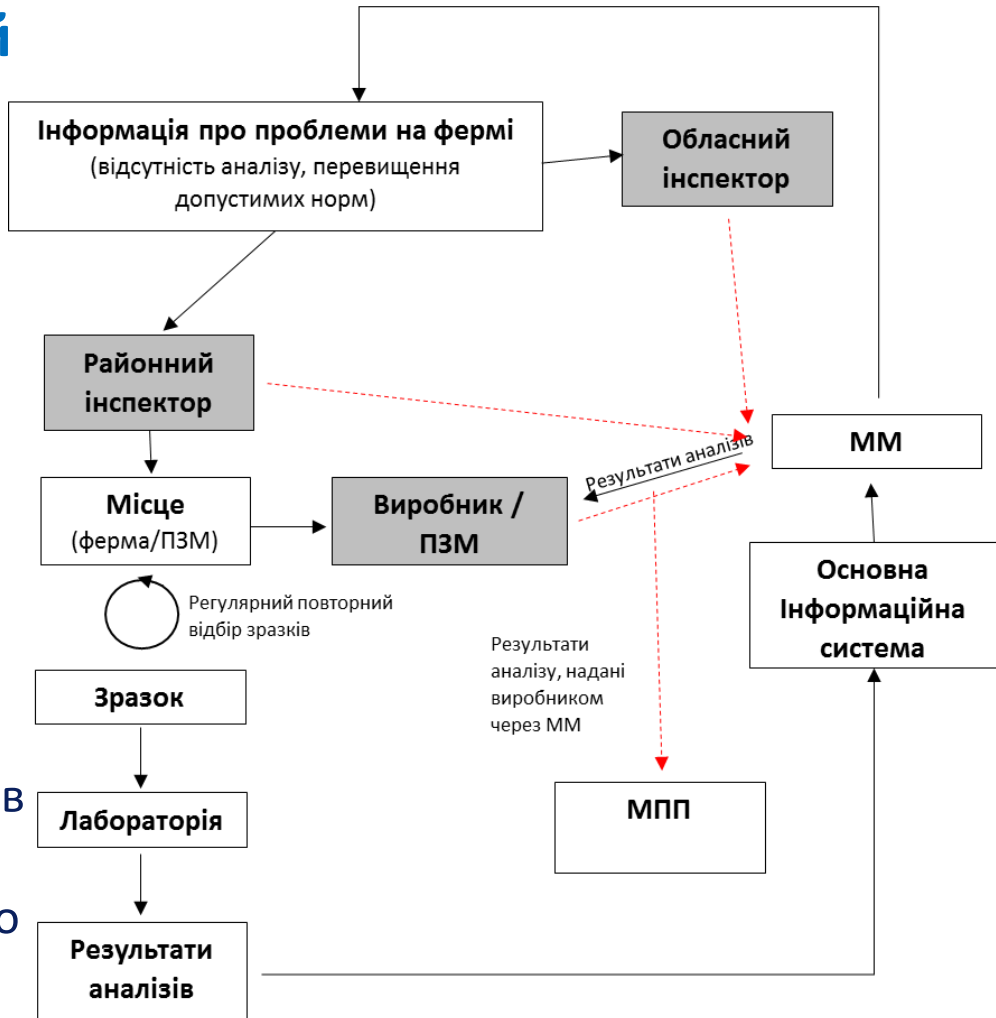 й
Інформація про проблеми на фермі
(відсутність аналізу, перевищення
допустимих норм)
Обласний
інспектор
Районний
інспектор
ММ
Результати аналізів
Місце
(ферма/ПЗМ)
Виробник /
ПЗМ
Основна
Інформаційна
система
Регулярний повторний
відбір зразків
Результати
аналізу, надані
виробником
через ММ
Зразок
в
Лабораторія
МПП
о
Результати
аналізів